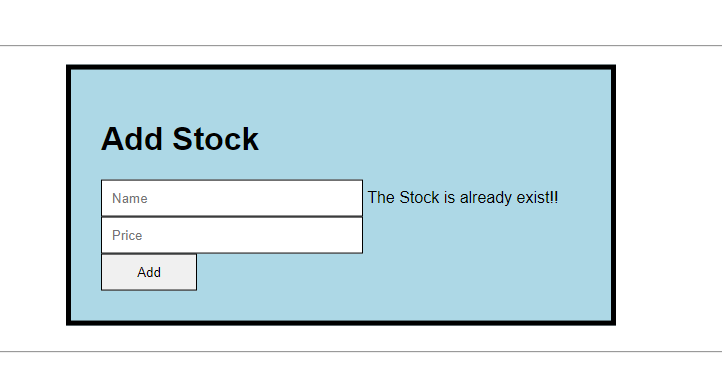 Add Stock
Name The Stock is already exist!!
Price
Add